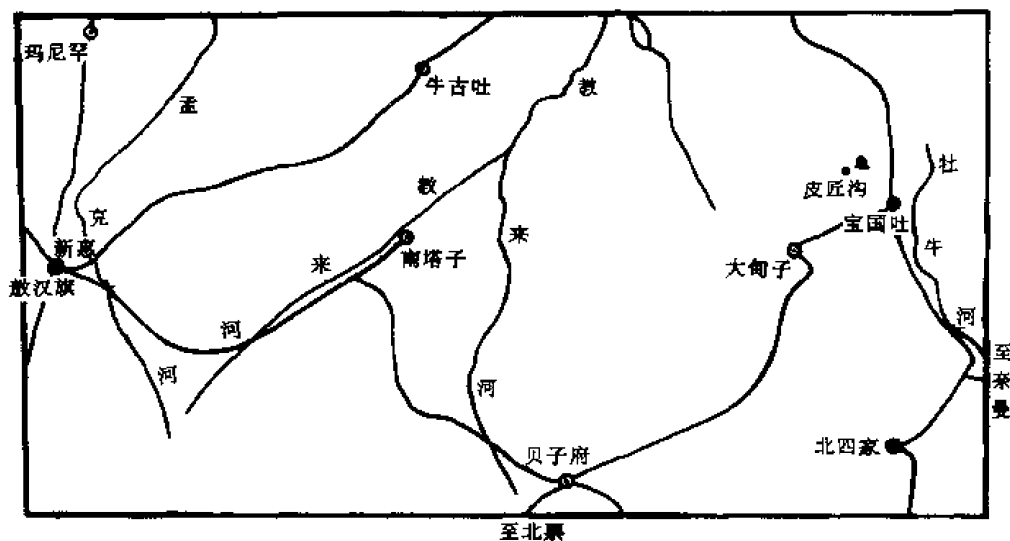 玛尼罕
牛古吐
孟
克
河
教
来
河
教
来
河
皮匠沟
宝国吐
牤
牛
河
新惠
敖汉旗
南塔子
大甸子
至
奈
曼
北四家
贝子府
至北票